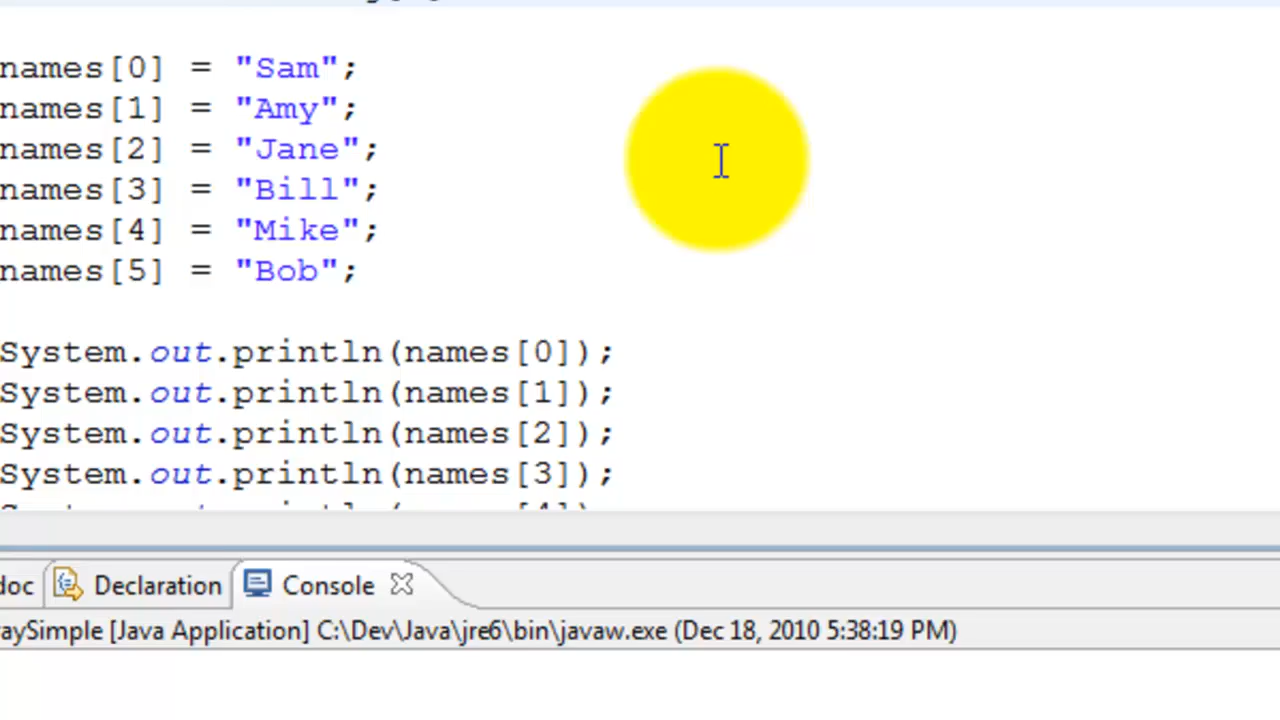 names[0] = "Sam";
names[1] = "Amy";
names[2] = "Jane";
names[3] = "Bill";
names[4] = "Mike";
names[5] = "Bob";
System.out.println(names[0]);
System.out.println(names[1]);
System.out.println(names[2]);
System.out.println(names[3]);
doc Declaration Console
raySimple [Java Application] C:\Dev\Java\jre6\bin\javaw.exe (Dec 18, 2010 5:38:19 PM)